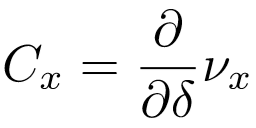 $C_x = \frac{\partial}{\partial \delta} \nu_x$